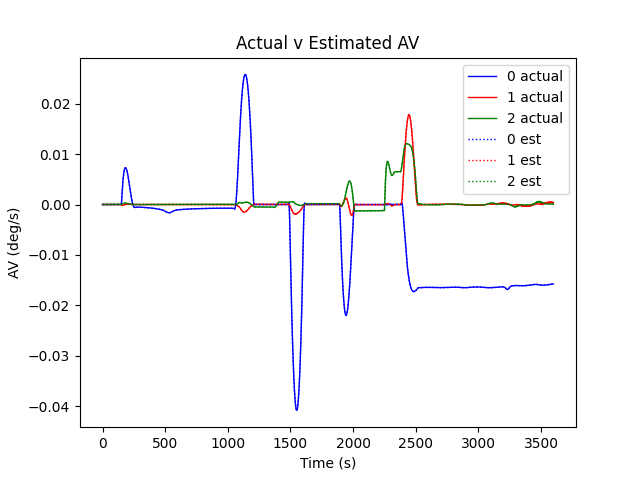 Actual v Estimated AV
AV (deg/s)
0.02
0.01
0.00
−0.01
−0.02
−0.03
−0.04
0 actual
1 actual
2 actual
0 est
1 est
2 est
0 500 1000 1500 2000 2500 3000 3500
Time (s)